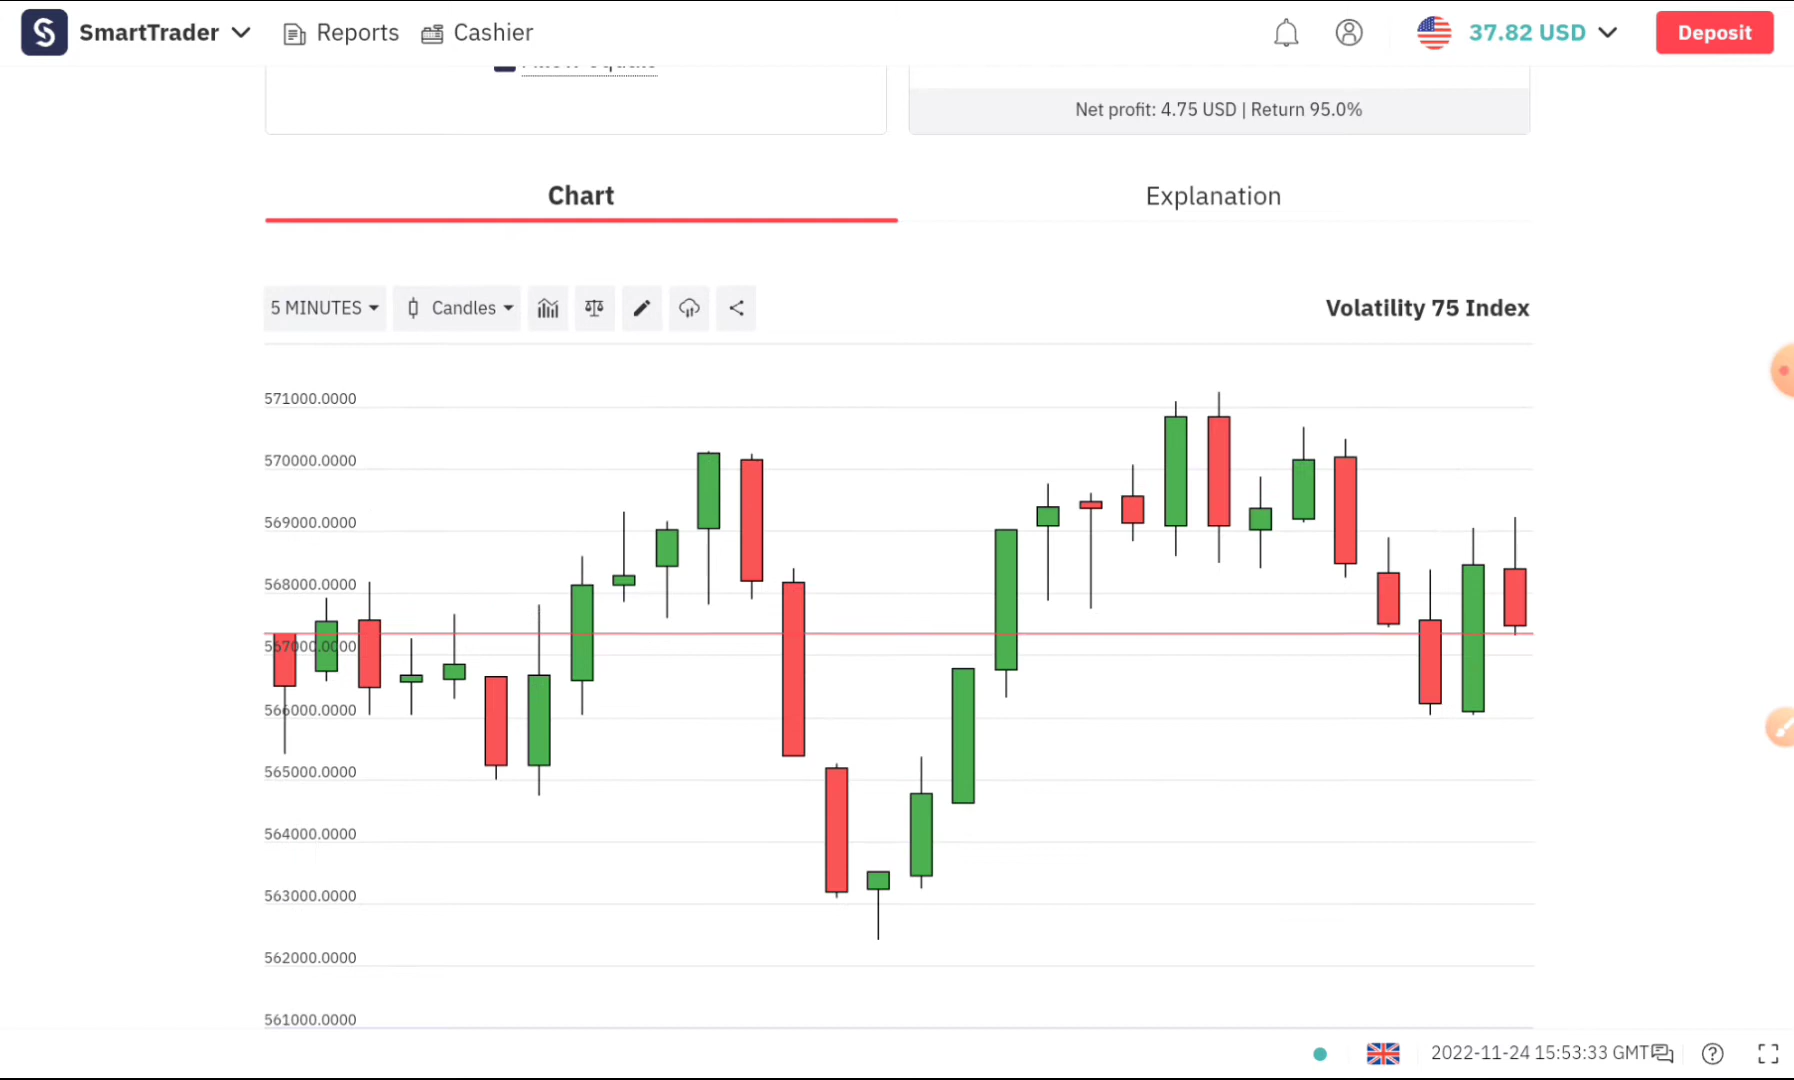 SmartTrader Reports Cashier 37.82 USD Deposit
Net profit: 4.75 USD | Return 95.0%
Chart Explanation
5 MINUTES Candles Volatility 75 Index
571000.0000
570000.0000
569000.0000
568000.0000
567000.0000
566000.0000
565000.0000
564000.0000
563000.0000
562000.0000
561000.0000
2022-11-24 15:53:33 GMT